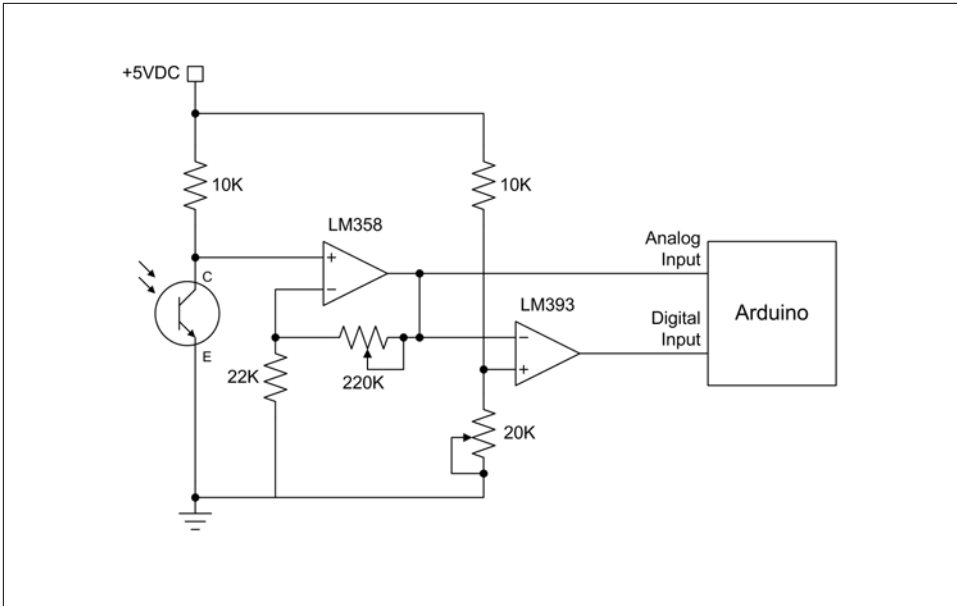 +5VDC
10K
10K
LM358
+
−
C
E
22K
220K
LM393
−
+
20K
Analog
Input
Digital
Input
Arduino